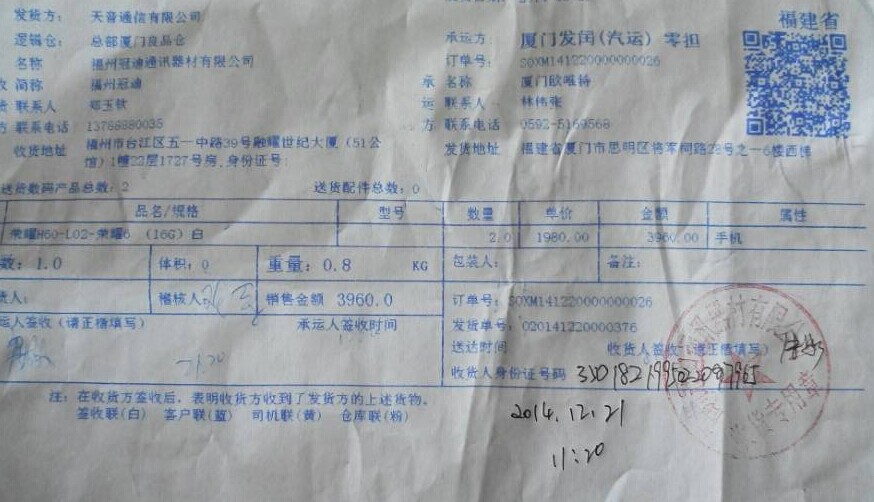 发货方： 天音通信有限公司
逻辑仓： 总部厦门良品仓
名称 福州冠迪通讯器材有限公司
简称 福州冠迪
联系人 郑玉钦
方 联系电话 13768880035
收货地址 福州市台江区五一中路39号融耀世纪大厦（51公
馆）1幢22层1727号房,身份证号:
福建省
承运方： 厦门发闰(汽运) 零担
订单号： SOXM141220000000026
承 名称 厦门欧唯特
运 联系人 林伟张
方 联系电话 0592-5169568
发货地址 福建省厦门市思明区将军祠路28号之一6楼西侧
送货数码产品总数: 2 送货配件总数: 0
品名/规格 型号 数量 单价 金额 属性
荣耀H60-L02-荣耀6 （16G）白 2.0 1980.00 3960.00 手机
数: 1.0 体积: 0 重量: 0.8 KG 包装人: 备注:
货人: 稽核人 销售金额 3960.0
订单号: SOXM141220000000026
运人签收（请正楷填写） 承运人签收时间
发货单号: 020141220000376
送达时间 收货人签收(请正楷填写)
收货人身份证号码
注: 在收货方签收后，表明收货方收到了发货方的上述货物。
签收联(白) 客户联(蓝) 司机联(黄) 仓库联(粉)
2014.12.21
11:20